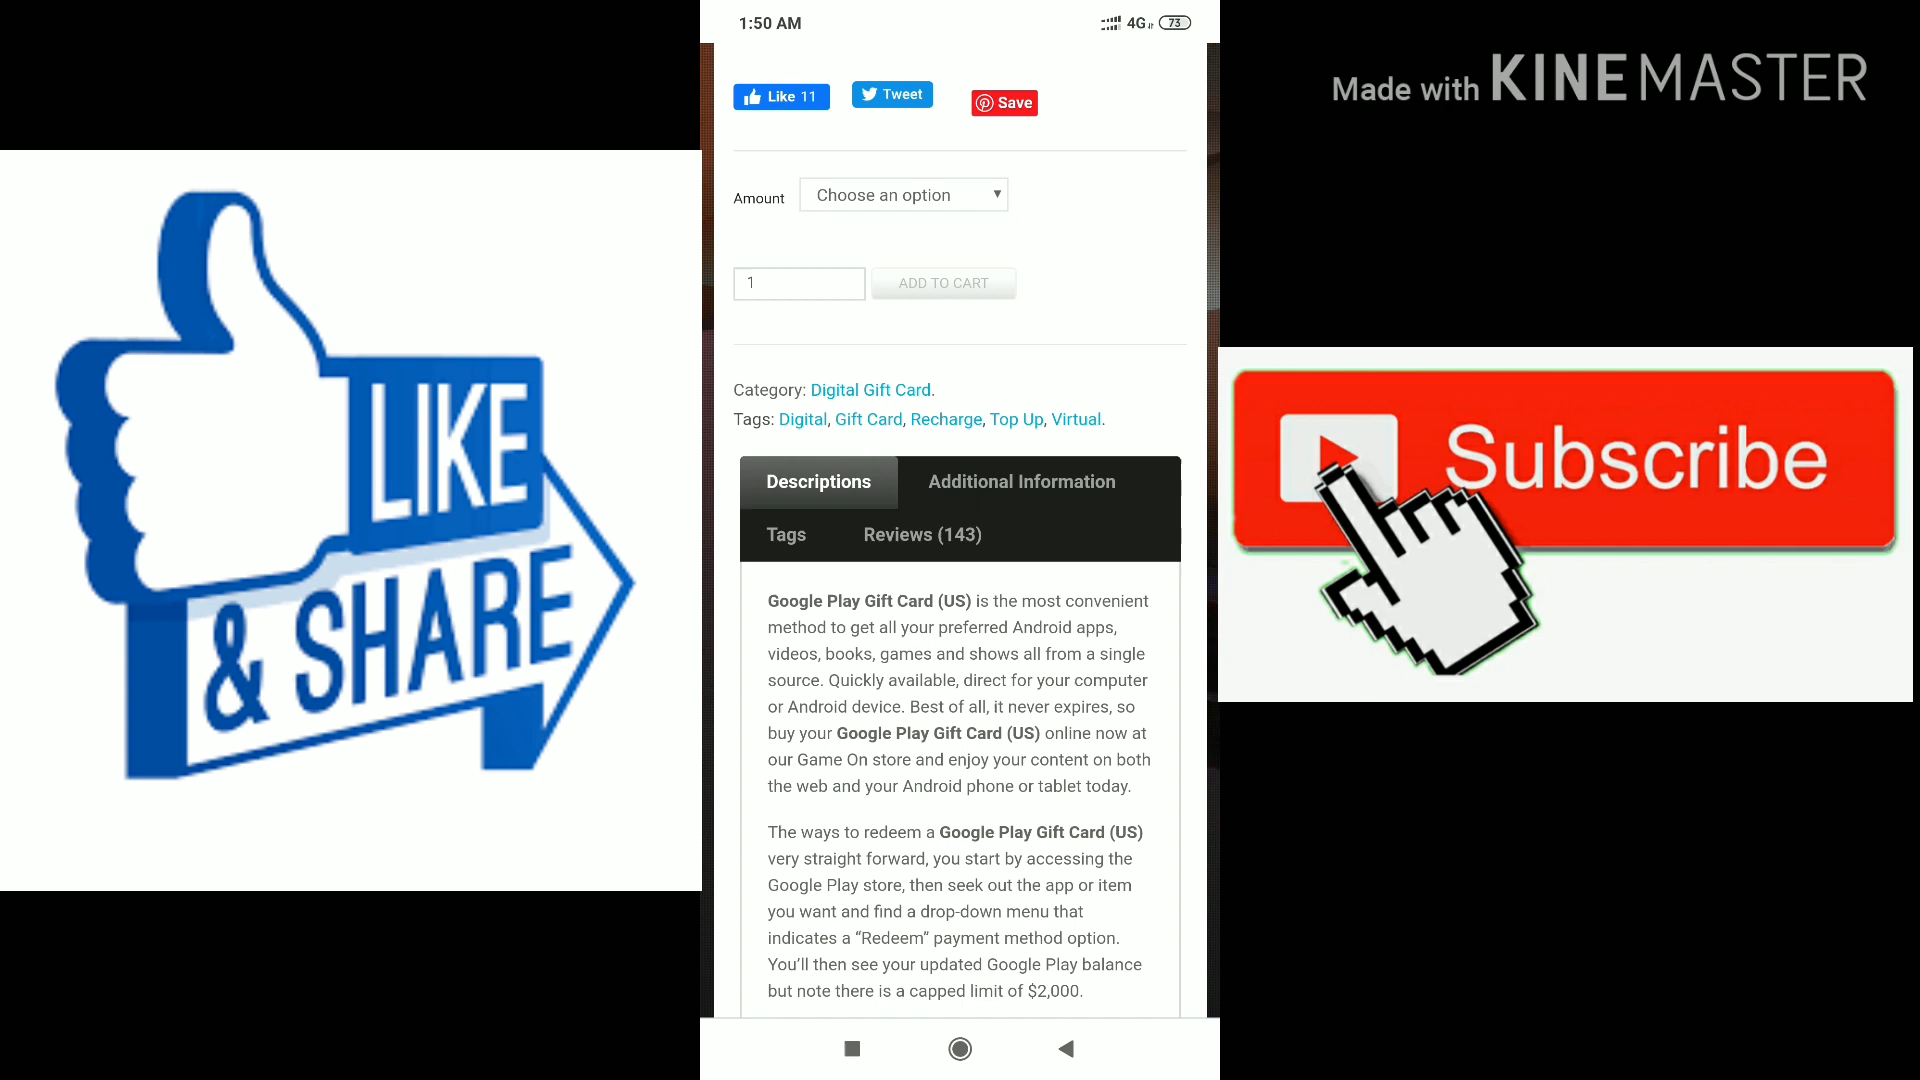 1:50 AM
4G
73
Made with KINEMASTER
Like 11
Tweet
Save
Amount
Choose an option
1
ADD TO CART
Category: Digital Gift Card.
Tags: Digital, Gift Card, Recharge, Top Up, Virtual.
Descriptions
Additional Information
Tags
Reviews (143)
Google Play Gift Card (US) is the most convenient
method to get all your preferred Android apps,
videos, books, games and shows all from a single
source. Quickly available, direct for your computer
or Android device. Best of all, it never expires, so
buy your Google Play Gift Card (US) online now at
our Game On store and enjoy your content on both
the web and your Android phone or tablet today.
The ways to redeem a Google Play Gift Card (US)
very straight forward, you start by accessing the
Google Play store, then seek out the app or item
you want and find a drop-down menu that
indicates a “Redeem” payment method option.
You’ll then see your updated Google Play balance
but note there is a capped limit of $2,000.
LIKE
& SHARE
Subscribe